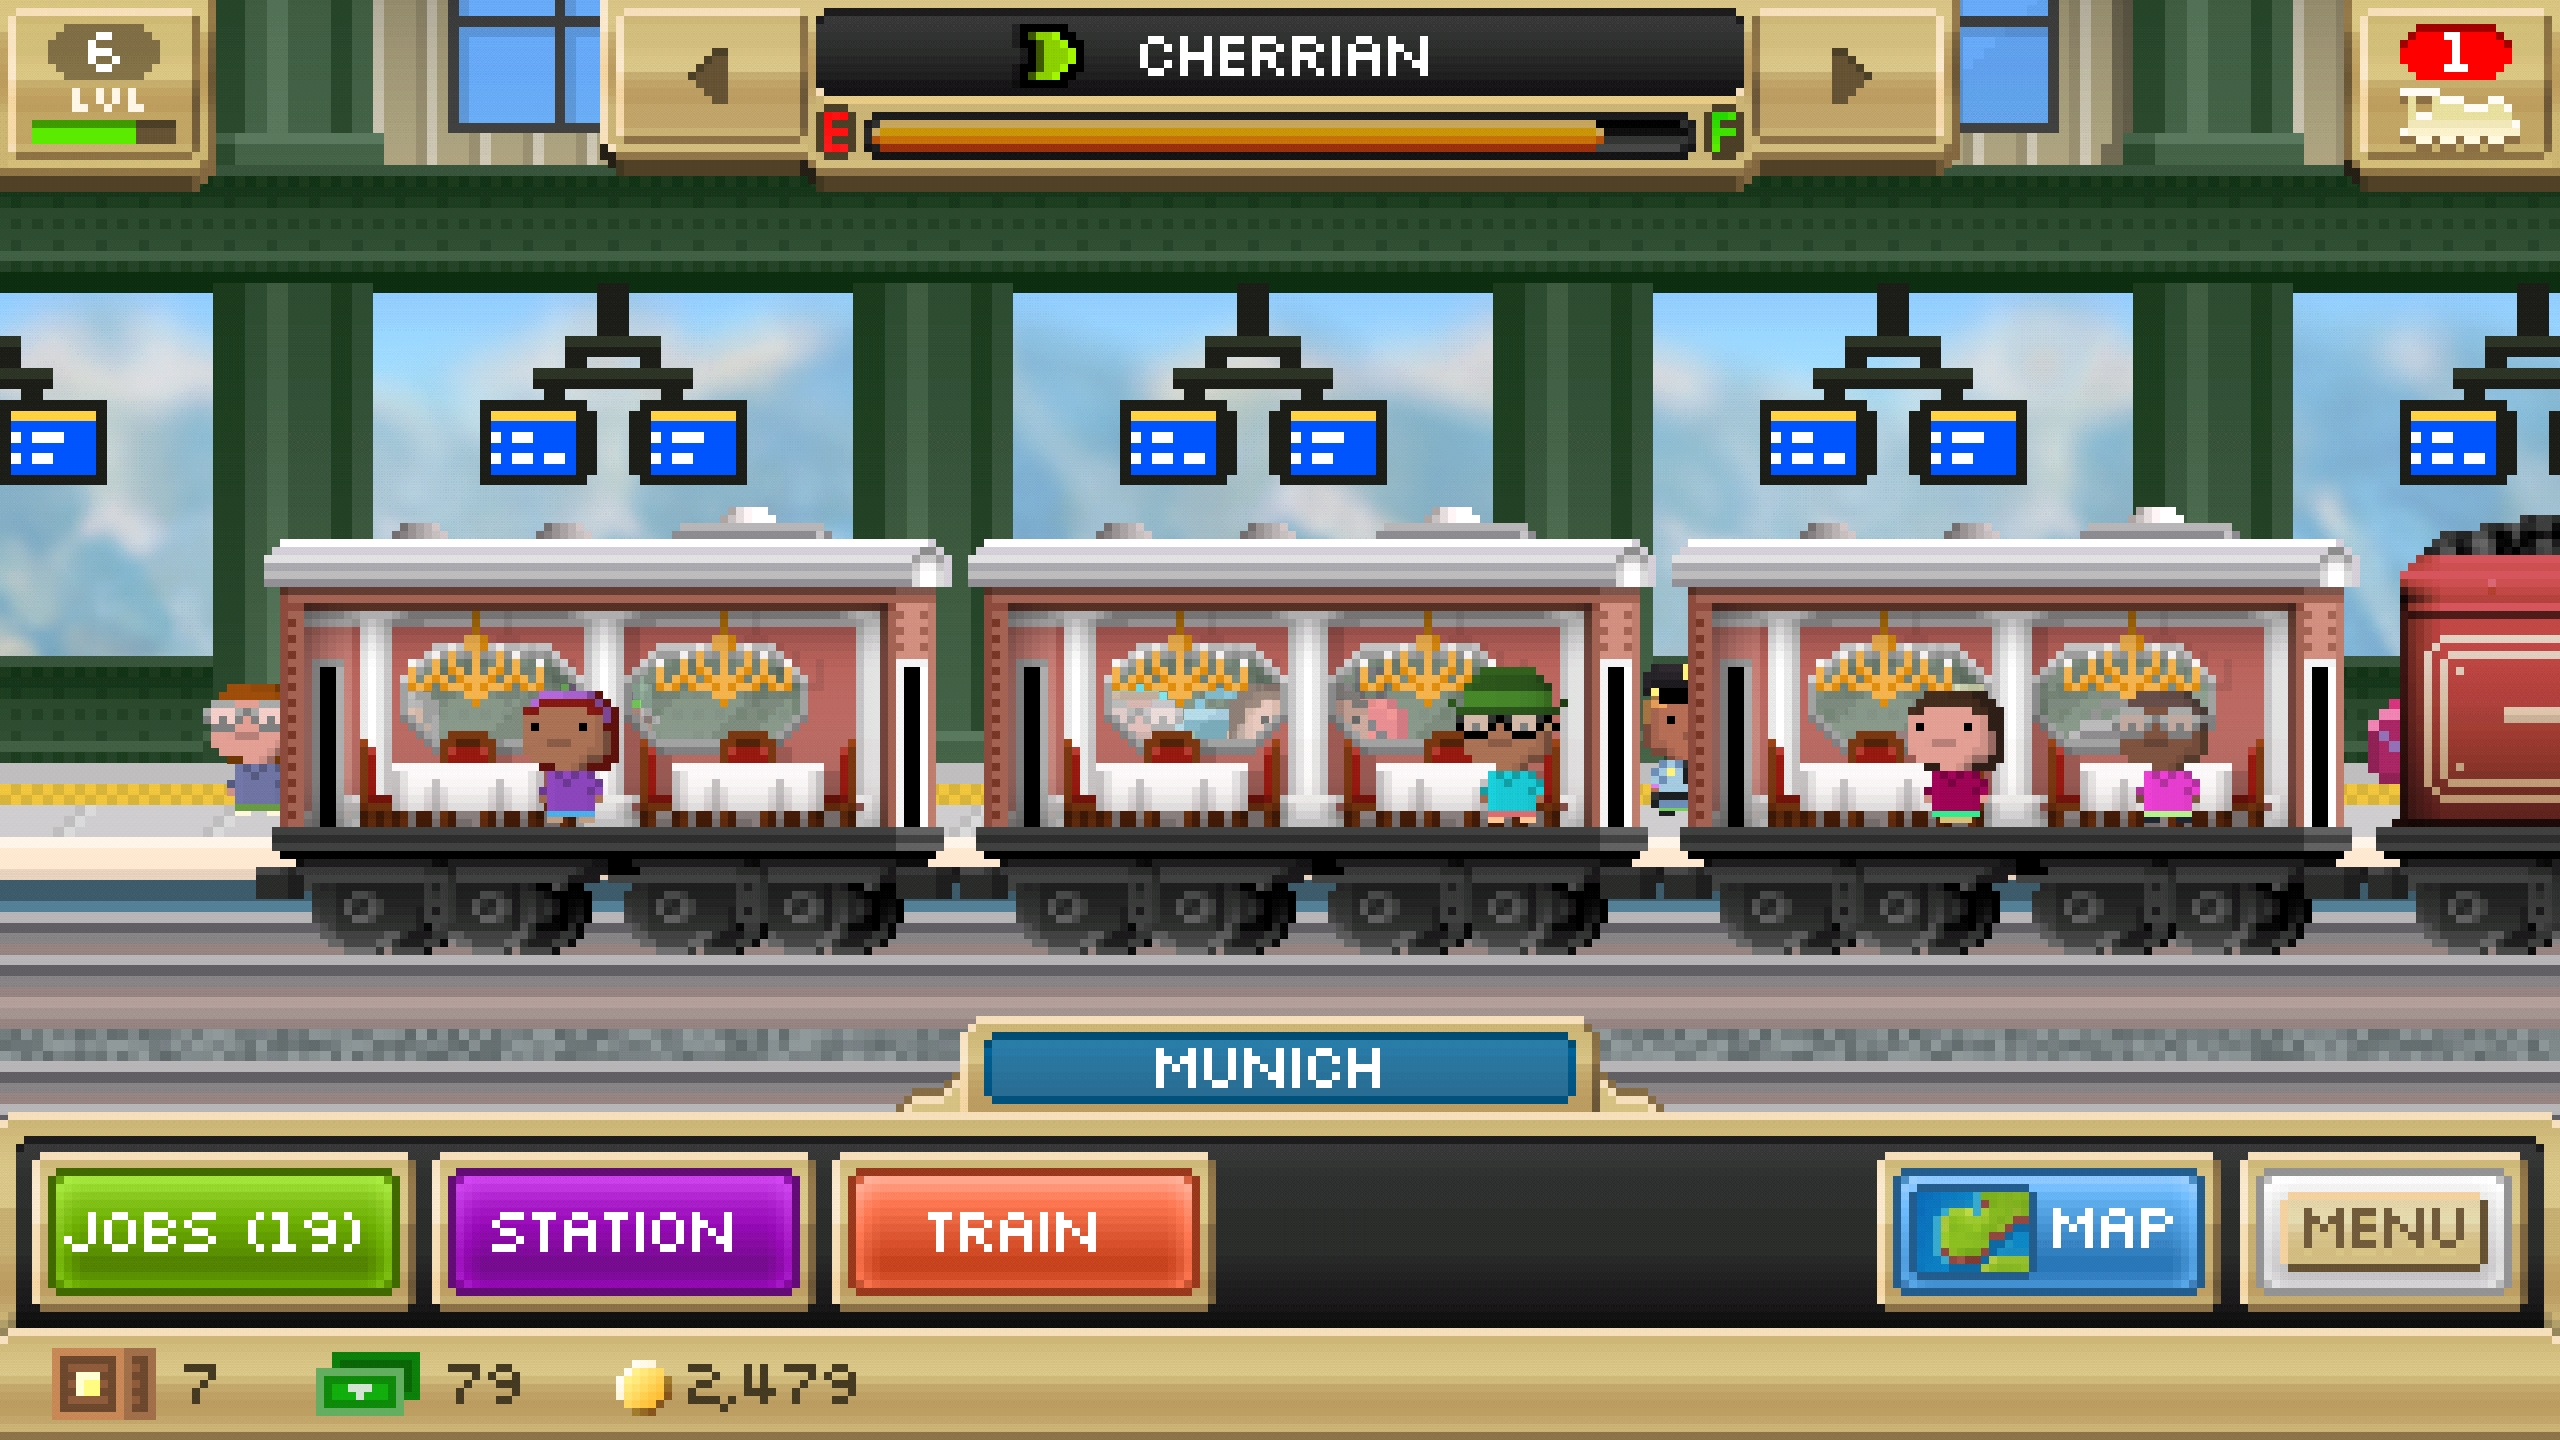 6
LVL
CHERRIAN
E F
1
MUNICH
JOBS (19)
STATION
TRAIN
MAP
MENU
7
79
2,479